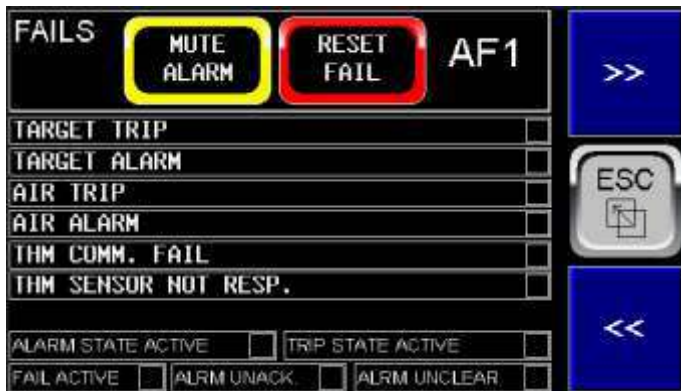 FAILS
MUTE
ALARM
RESET
FAIL
AF1
>>
TARGET TRIP
TARGET ALARM
AIR TRIP
AIR ALARM
THM COMM. FAIL
THM SENSOR NOT RESP.
ESC
ALARM STATE ACTIVE
TRIP STATE ACTIVE
FAIL ACTIVE
ALRM UNACK.
ALRM UNCLEAR
<<